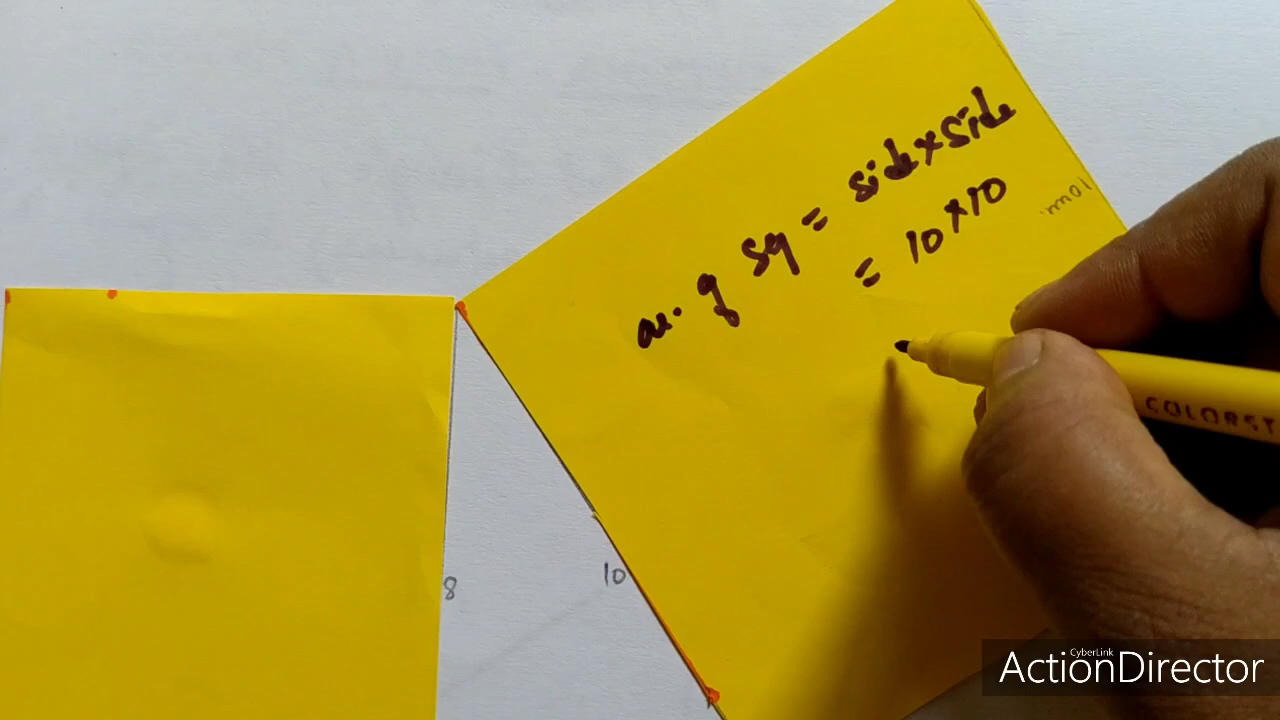 ar. of sq = side×side
= 10×10
10cm.
8
10
COLORST
CyberLink
ActionDirector